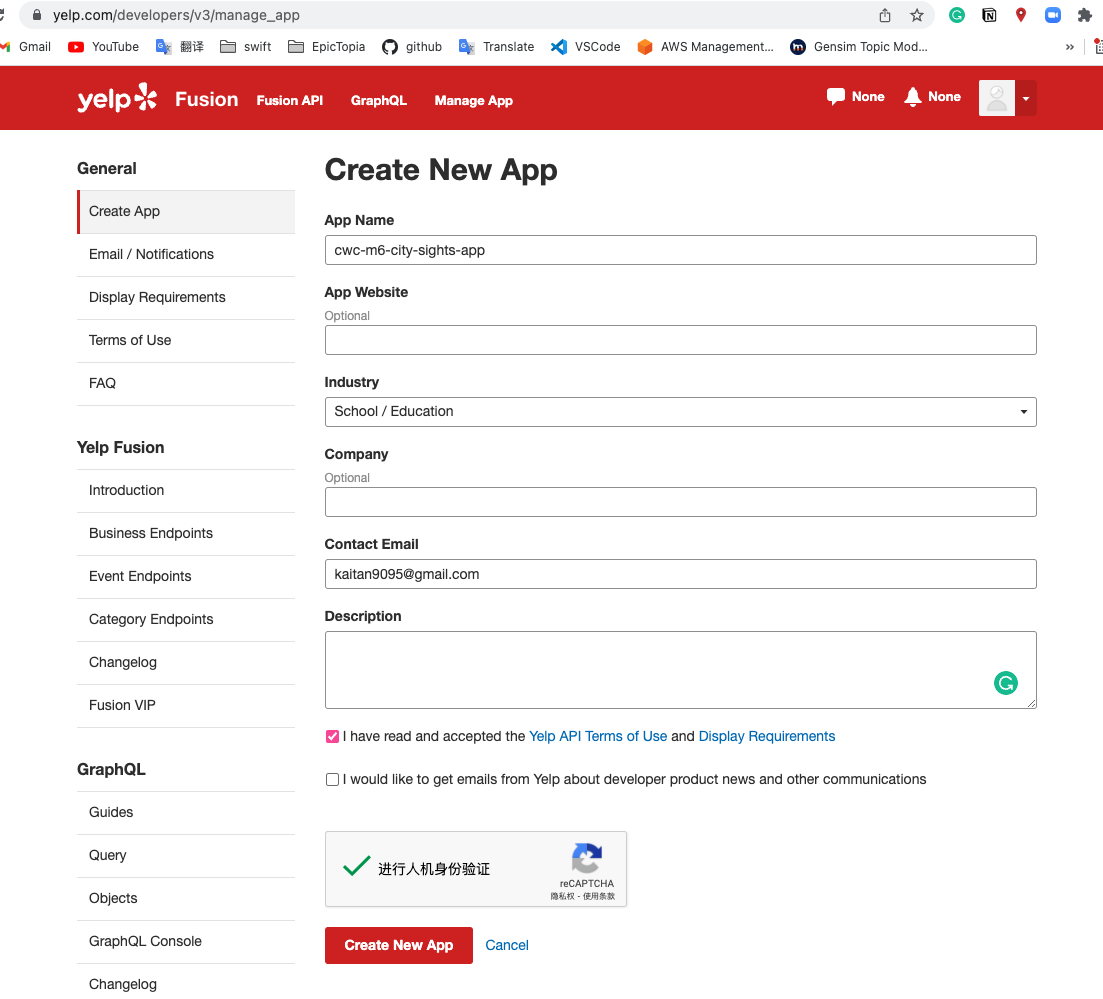 yelp.com/developers/v3/manage_app
Gmail YouTube 翻译 swift EpicTopia github Translate VSCode AWS Management... Gensim Topic Mod... »
yelp Fusion Fusion API GraphQL Manage App None None
General
Create App
Email / Notifications
Display Requirements
Terms of Use
FAQ
Yelp Fusion
Introduction
Business Endpoints
Event Endpoints
Category Endpoints
Changelog
Fusion VIP
GraphQL
Guides
Query
Objects
GraphQL Console
Changelog
Create New App
App Name
cwc-m6-city-sights-app
App Website
Optional
Industry
School / Education
Company
Optional
Contact Email
kaitan9095@gmail.com
Description
I have read and accepted the Yelp API Terms of Use and Display Requirements
I would like to get emails from Yelp about developer product news and other communications
进行人机身份验证
reCAPTCHA
隐私权 - 使用条款
Create New App Cancel